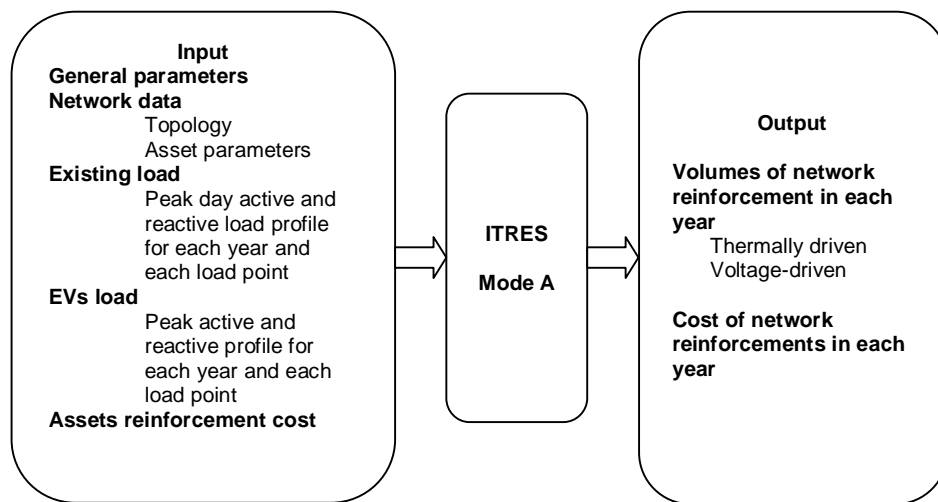 Input
General parameters
Network data
Topology
Asset parameters
Existing load
Peak day active and
reactive load profile
for each year and
each load point
EVs load
Peak active and
reactive profile for
each year and each
load point
Assets reinforcement cost
ITRES
Mode A
Output
Volumes of network
reinforcement in each
year
Thermally driven
Voltage-driven
Cost of network
reinforcements in each
year